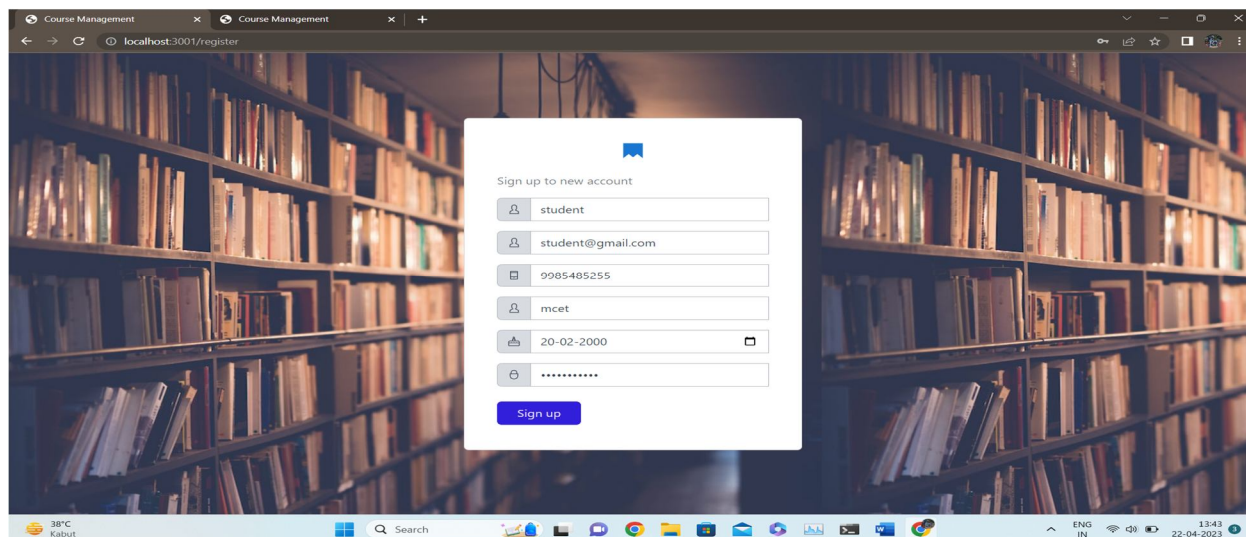 Course Management
Course Management
localhost:3001/register
Sign up to new account
student
student@gmail.com
9985485255
mcet
20-02-2000
Sign up
38°C
Kabut
Search
ENG
IN
13:43
22-04-2023
3